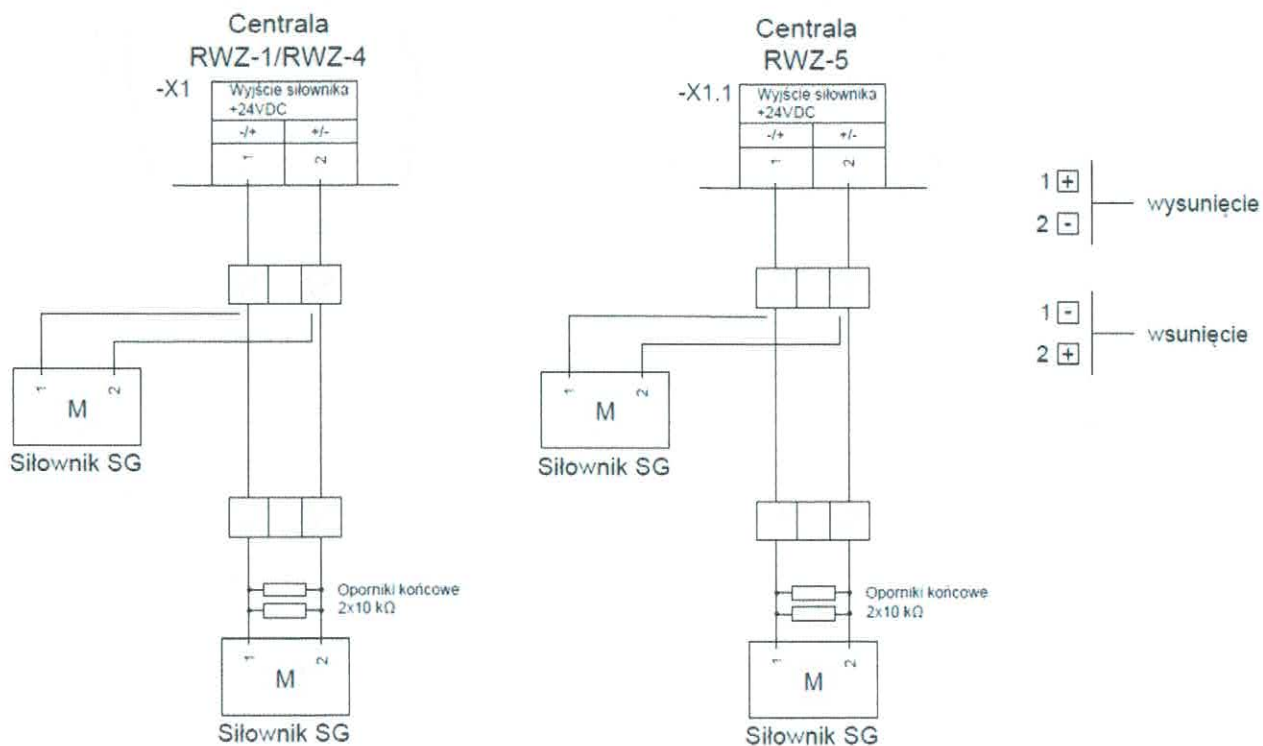 Centrala
RWZ-1/RWZ-4
-X1
Wyjście siłownika
+24VDC
-/+ +/-
1 2
1 2
M
Siłownik SG
Oporniki końcowe
2x10 kΩ
1 2
M
Siłownik SG
Centrala
RWZ-5
-X1.1
Wyjście siłownika
+24VDC
-/+ +/-
1 2
1 2
M
Siłownik SG
Oporniki końcowe
2x10 kΩ
1 2
M
Siłownik SG
1 +
2 -
wysunięcie
1 -
2 +
wsunięcie